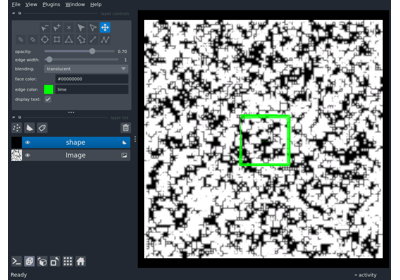 File View Plugins Window Help
opacity: 0.70
edge width: 1
blending: translucent
face color: #00000000
edge color: lime
display text: ✓
shape
Image
Ready
activity